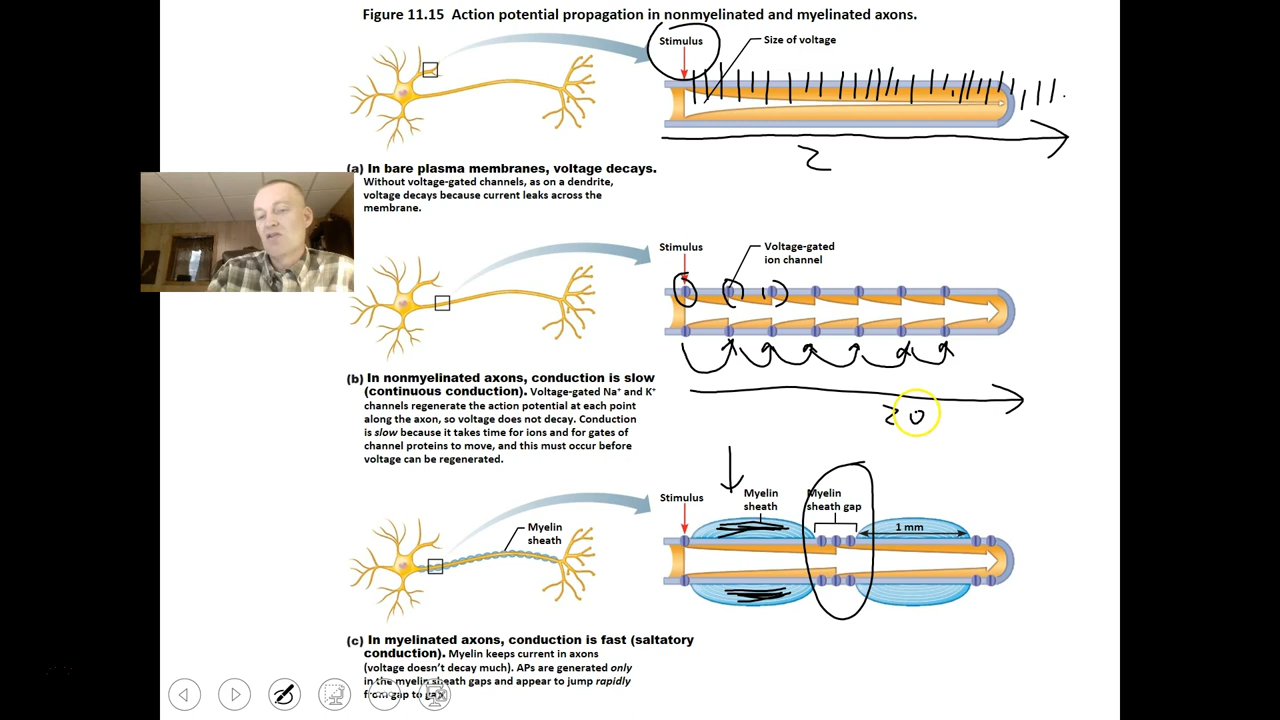 Figure 11.15 Action potential propagation in nonmyelinated and myelinated axons.
Stimulus
Size of voltage
2
(a) In bare plasma membranes, voltage decays.
Without voltage-gated channels, as on a dendrite,
voltage decays because current leaks across the
membrane.
Stimulus
Voltage-gated
ion channel
20
(b) In nonmyelinated axons, conduction is slow
(continuous conduction). Voltage-gated Na⁺ and K⁺
channels regenerate the action potential at each point
along the axon, so voltage does not decay. Conduction
is slow because it takes time for ions and for gates of
channel proteins to move, and this must occur before
voltage can be regenerated.
Stimulus
Myelin
sheath
Myelin
sheath gap
1 mm
Myelin
sheath
(c) In myelinated axons, conduction is fast (saltatory
conduction). Myelin keeps current in axons
(voltage doesn't decay much). APs are generated only
in the myelin sheath gaps and appear to jump rapidly
from gap to gap.